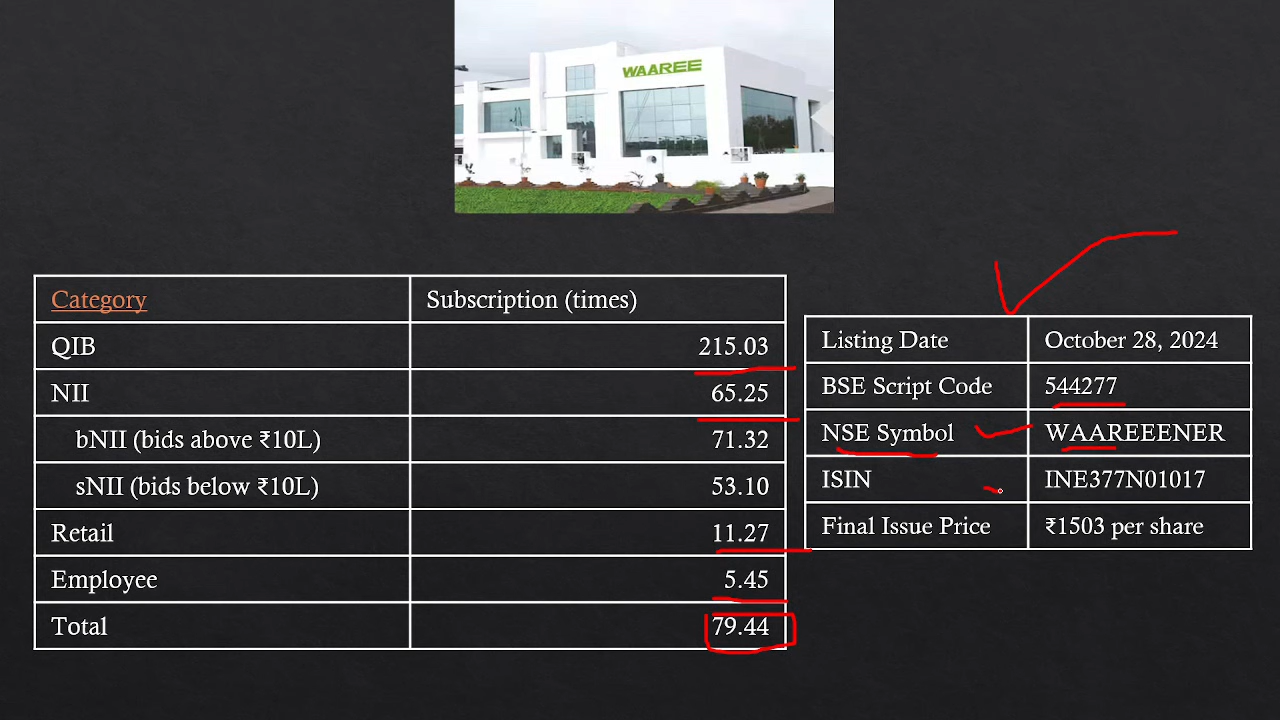 WAAREE
Category Subscription (times)
QIB 215.03
NII 65.25
bNII (bids above ₹10L) 71.32
sNII (bids below ₹10L) 53.10
Retail 11.27
Employee 5.45
Total 79.44
Listing Date October 28, 2024
BSE Script Code 544277
NSE Symbol WAAREEENER
ISIN INE377N01017
Final Issue Price ₹1503 per share